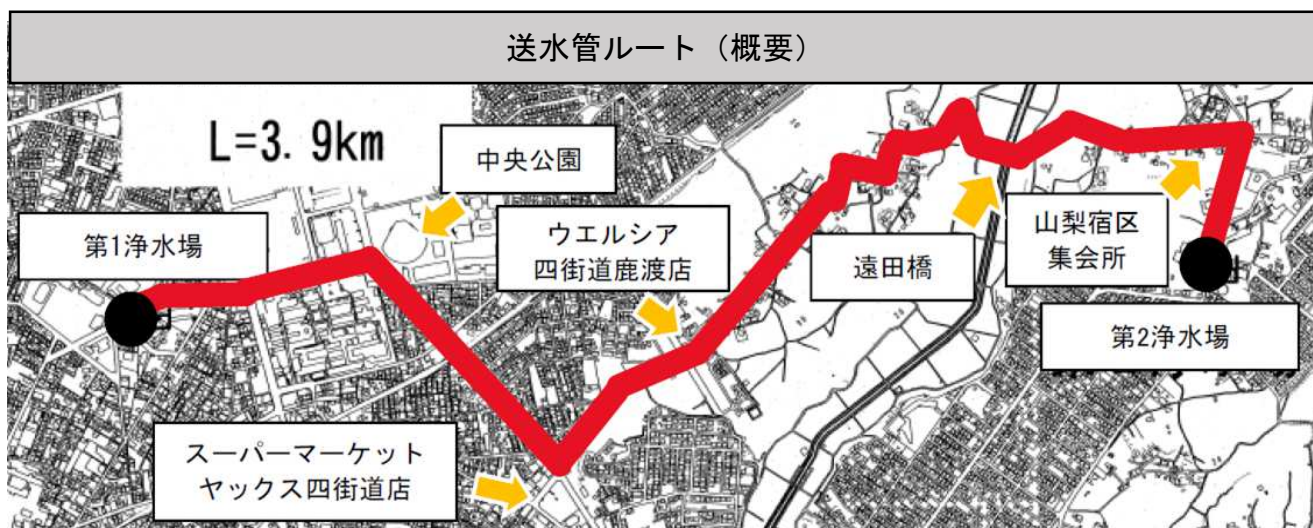 送水管ルート（概要）
L=3.9km
中央公園
第1浄水場
ウエルシア
四街道鹿渡店
遠田橋
山梨宿区
集会所
第2浄水場
スーパーマーケット
ヤックス四街道店